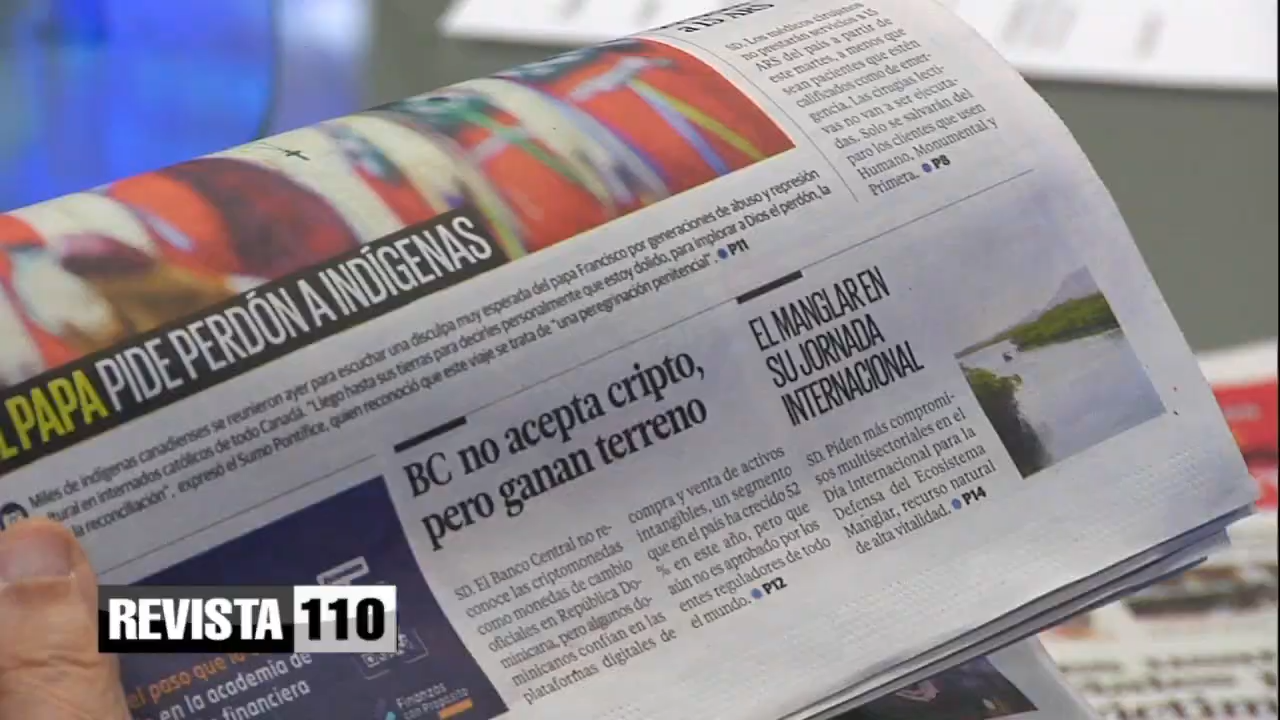 a 15 ARS
SD. Los médicos cirujanos
no prestarán servicios a 15
ARS del país a partir de
este martes, a menos que
sean pacientes que estén
calificados como de emer-
gencia. Las cirugías lecti-
vas no van a ser ejecuta-
das. Solo se salvarán del
paro los clientes que usen
Humano, Monumental y
Primera. P8
L PAPA PIDE PERDÓN A INDÍGENAS
Miles de indígenas canadienses se reunieron ayer para escuchar una disculpa muy esperada del papa Francisco por generaciones de abuso y represión
ltural en internados católicos de todo Canadá. "Llego hasta sus tierras para decirles personalmente que estoy dolido, para implorar a Dios el perdón, la
la reconciliación", expresó el Sumo Pontífice, quien reconoció que este viaje se trata de "una peregrinación penitencial". P11
BC no acepta cripto,
pero ganan terreno
SD. El Banco Central no re-
conoce las criptomonedas
como monedas de cambio
oficiales en República Do-
minicana, pero algunos do-
minicanos confían en las
plataformas digitales de
compra y venta de activos
intangibles, un segmento
que en el país ha crecido 52
% en este año, pero que
aún no es aprobado por los
entes reguladores de todo
el mundo. P12
EL MANGLAR EN
SU JORNADA
INTERNACIONAL
SD. Piden más compromi-
sos multisectoriales en el
Día Internacional para la
Defensa del Ecosistema
Manglar, recurso natural
de alta vitalidad. P14
el paso que
en la academia de
financiera
Finanzas
con Propósito
REVISTA 110